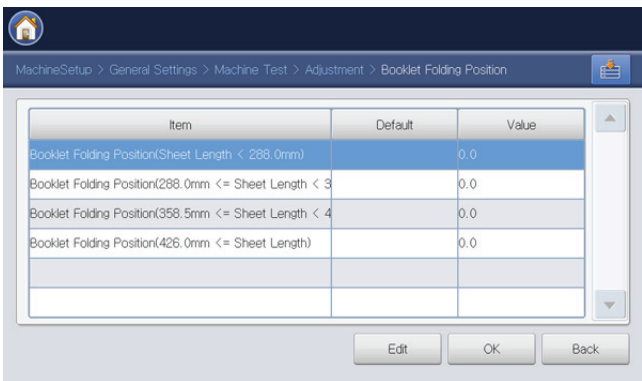 MachineSetup > General Settings > Machine Test > Adjustment > Booklet Folding Position
Item Default Value
Booklet Folding Position(Sheet Length < 288.0mm) 0.0
Booklet Folding Position(288.0mm <= Sheet Length < 3 0.0
Booklet Folding Position(358.5mm <= Sheet Length < 4 0.0
Booklet Folding Position(426.0mm <= Sheet Length) 0.0
Edit OK Back